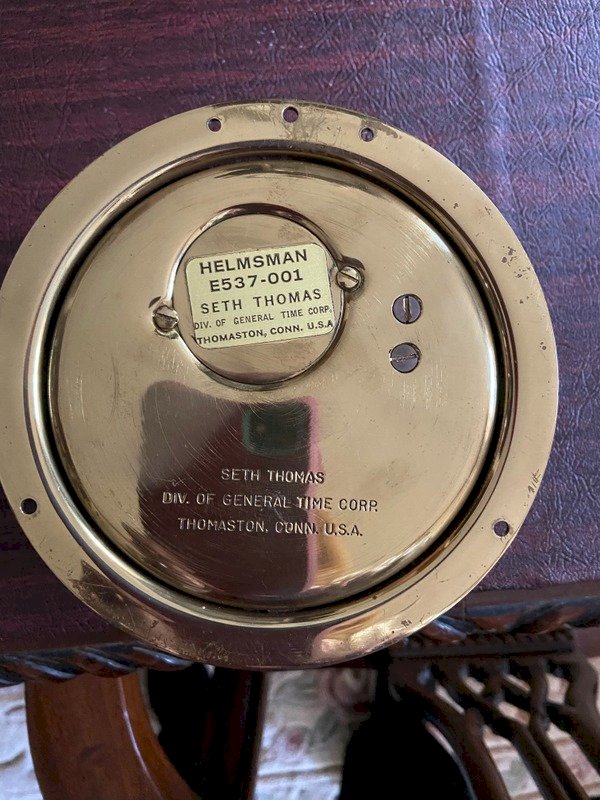 HELMSMAN
E537-001
SETH THOMAS
DIV. OF GENERAL TIME CORP.
THOMASTON, CONN. U.S.A
SETH THOMAS
DIV. OF GENERAL TIME CORP.
THOMASTON, CONN. U.S.A.